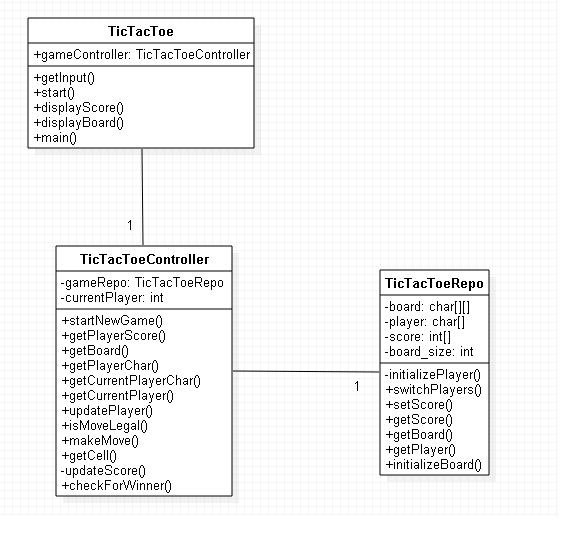 TicTacToe
+gameController: TicTacToeController
+getInput()
+start()
+displayScore()
+displayBoard()
+main()
1
TicTacToeController
-gameRepo: TicTacToeRepo
-currentPlayer: int
+startNewGame()
+getPlayerScore()
+getBoard()
+getPlayerChar()
+getCurrentPlayerChar()
+getCurrentPlayer()
+updatePlayer()
+isMoveLegal()
+makeMove()
+getCell()
-updateScore()
+checkForWinner()
1
TicTacToeRepo
-board: char[][]
-player: char[]
-score: int[]
-board_size: int
-initializePlayer()
+switchPlayers()
+setScore()
+getScore()
+getBoard()
+getPlayer()
+initializeBoard()